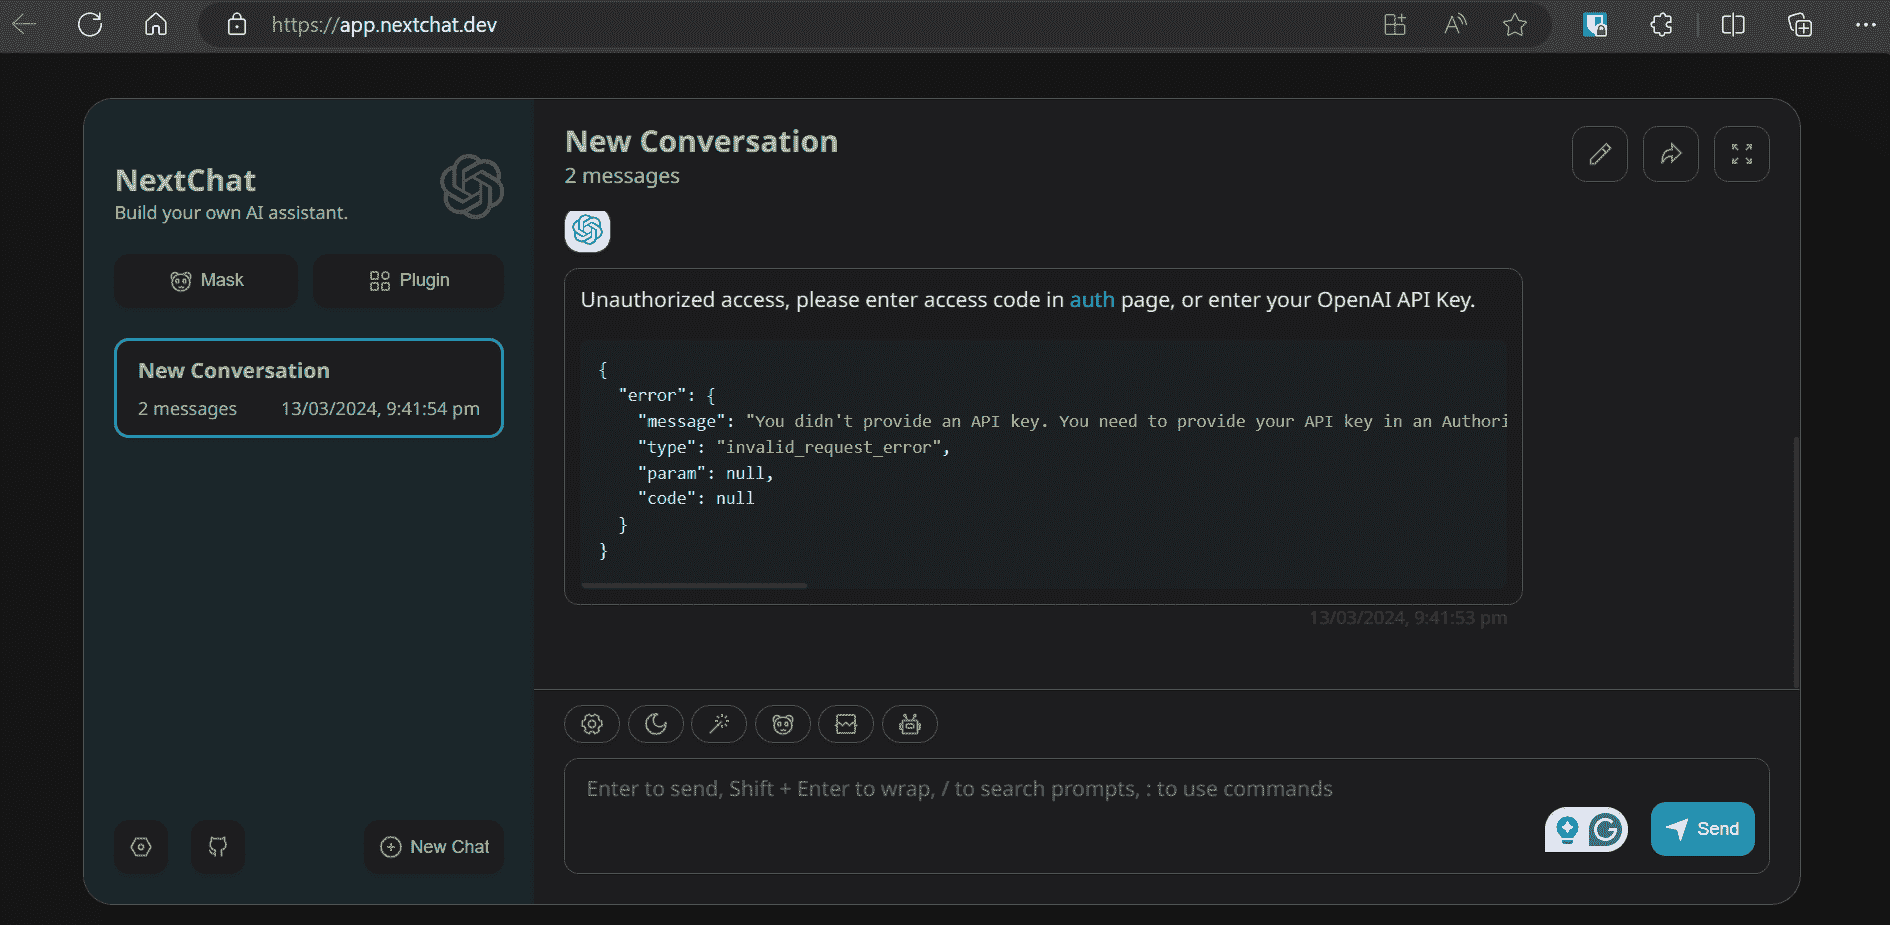 https://app.nextchat.dev
NextChat
Build your own AI assistant.
Mask
Plugin
New Conversation
2 messages 13/03/2024, 9:41:54 pm
New Chat
New Conversation
2 messages
Unauthorized access, please enter access code in auth page, or enter your OpenAI API Key.
{
"error": {
"message": "You didn't provide an API key. You need to provide your API key in an Authori
"type": "invalid_request_error",
"param": null,
"code": null
}
}
13/03/2024, 9:41:53 pm
Enter to send, Shift + Enter to wrap, / to search prompts, : to use commands
Send